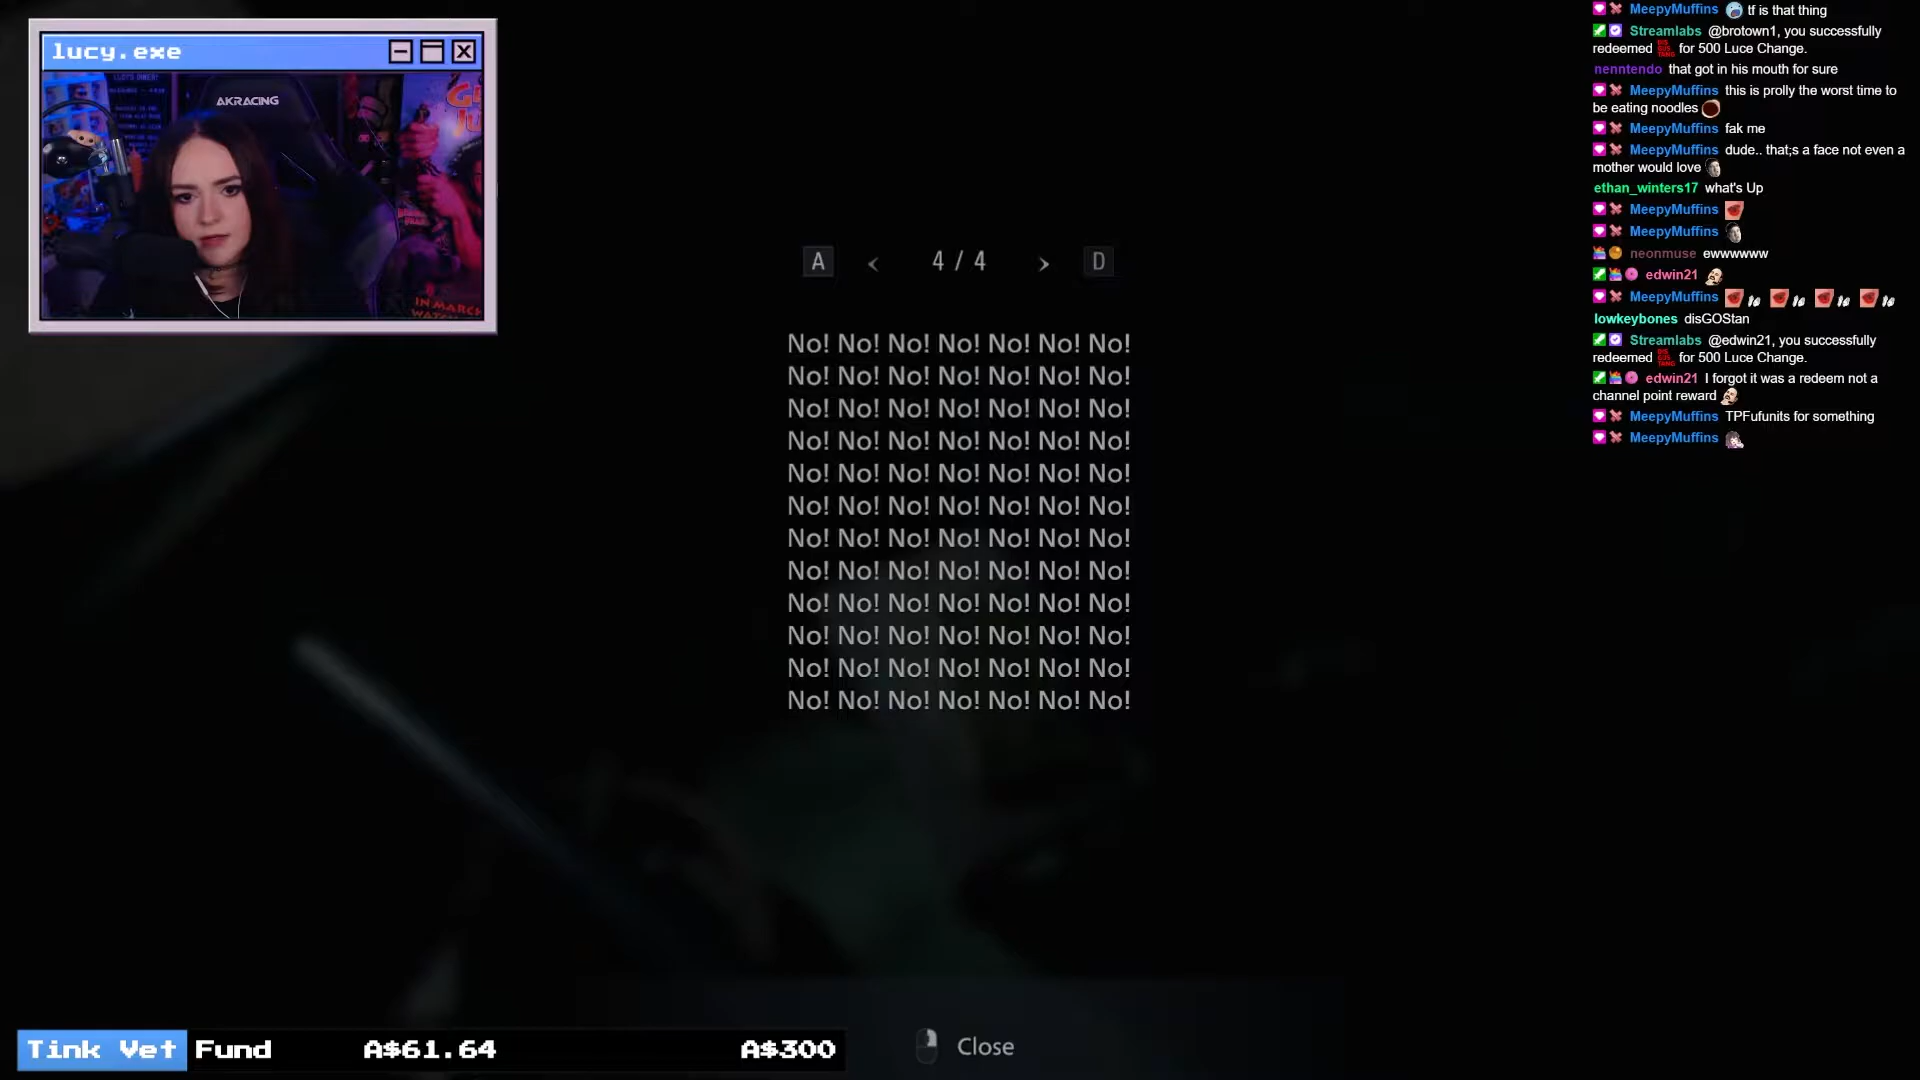 lucy.exe
AKRACING
IN MARCH
A < 4 / 4 > D
No! No! No! No! No! No! No!
No! No! No! No! No! No! No!
No! No! No! No! No! No! No!
No! No! No! No! No! No! No!
No! No! No! No! No! No! No!
No! No! No! No! No! No! No!
No! No! No! No! No! No! No!
No! No! No! No! No! No! No!
No! No! No! No! No! No! No!
No! No! No! No! No! No! No!
No! No! No! No! No! No! No!
No! No! No! No! No! No! No!
MeepyMuffins tf is that thing
Streamlabs @brotown1, you successfully
redeemed for 500 Luce Change.
nenntendo that got in his mouth for sure
MeepyMuffins this is prolly the worst time to
be eating noodles
MeepyMuffins fak me
MeepyMuffins dude.. that;s a face not even a
mother would love
ethan_winters17 what's Up
MeepyMuffins
MeepyMuffins
neonmuse ewwwwww
edwin21
MeepyMuffins
lowkeybones disGOStan
Streamlabs @edwin21, you successfully
redeemed for 500 Luce Change.
edwin21 I forgot it was a redeem not a
channel point reward
MeepyMuffins TPFufunits for something
MeepyMuffins
Tink Vet Fund A$61.64 A$300
Close